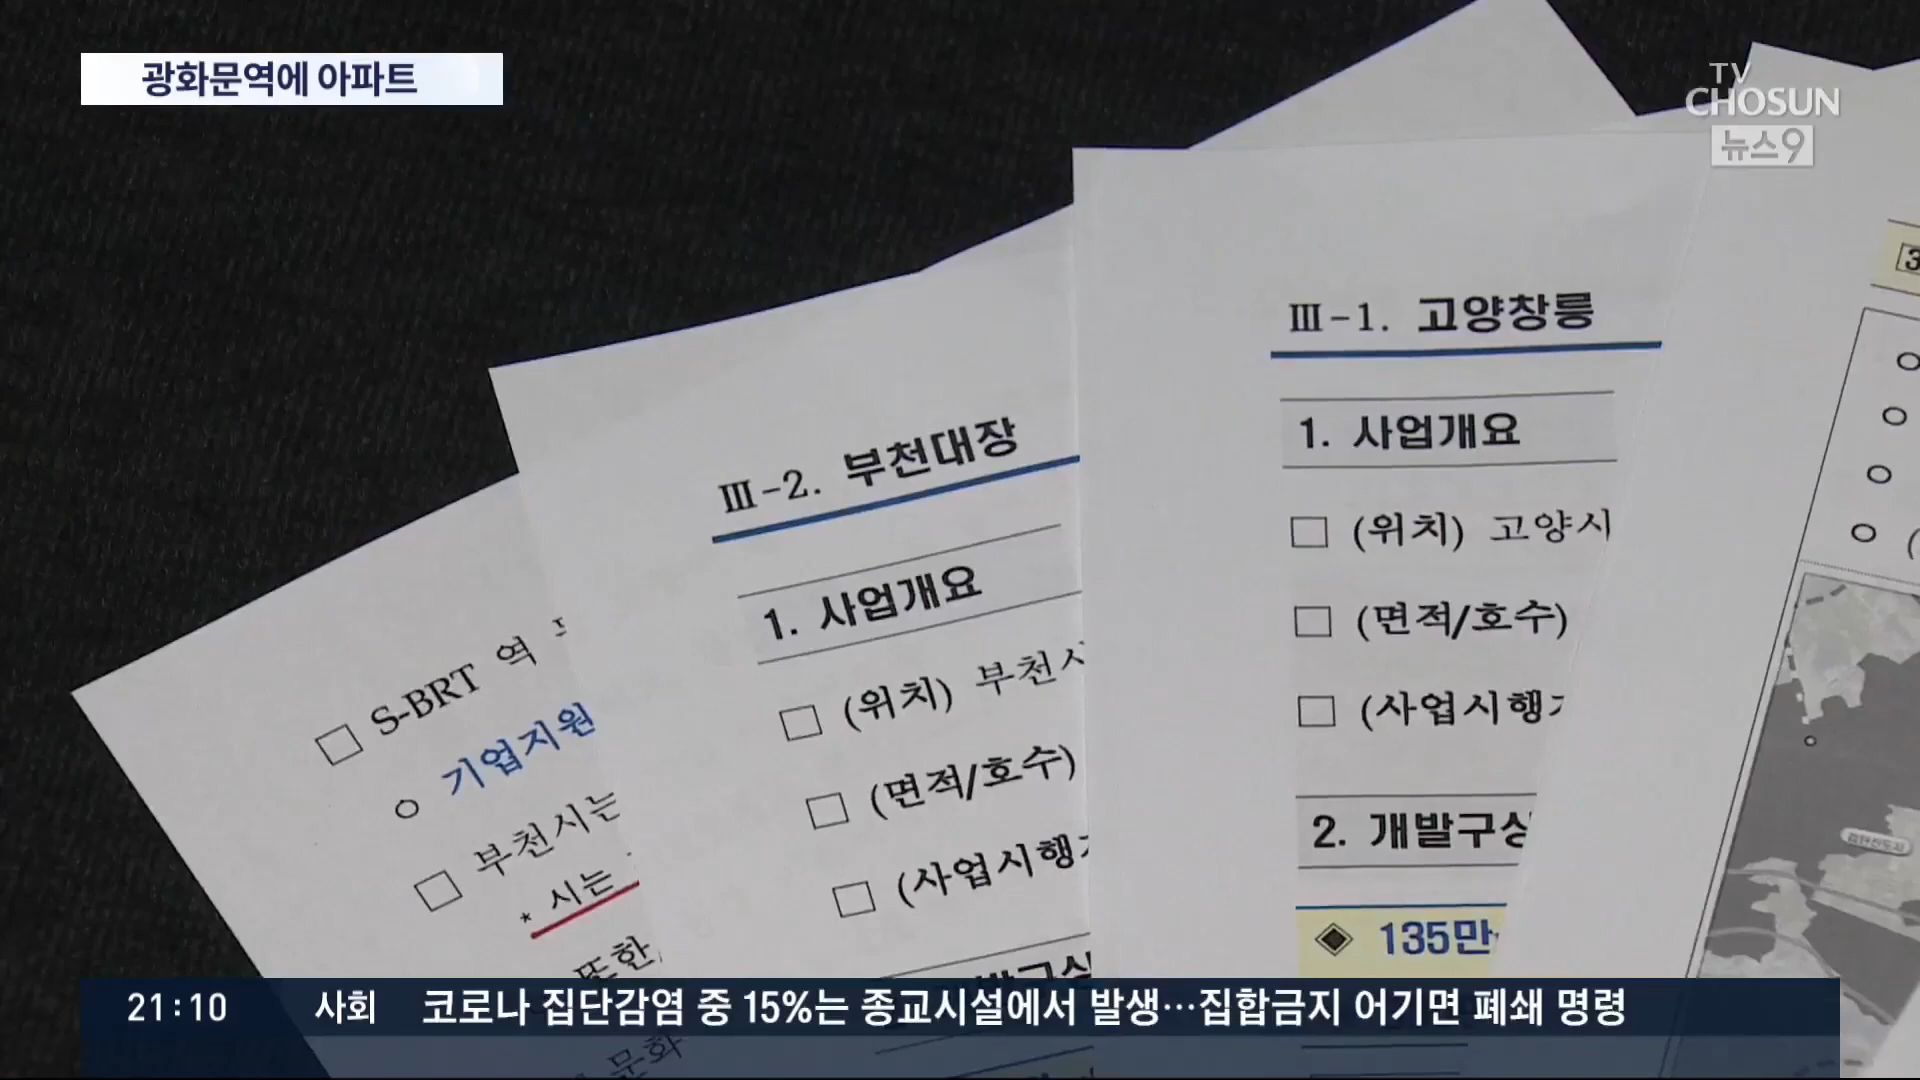 광화문역에 아파트
TV
CHOSUN
뉴스9
Ⅲ-1. 고양창릉
1. 사업개요
□ (위치) 고양시
□ (면적/호수)
□ (사업시행
2. 개발구상
◈ 135만
Ⅲ-2. 부천대장
1. 사업개요
□ (위치) 부천시
□ (면적/호수)
□ (사업시행
□ S-BRT 역
○ 기업지원
□ 부천시는
* 시는
또한,
문화
21:10 사회 코로나 집단감염 중 15%는 종교시설에서 발생…집합금지 어기면 폐쇄 명령